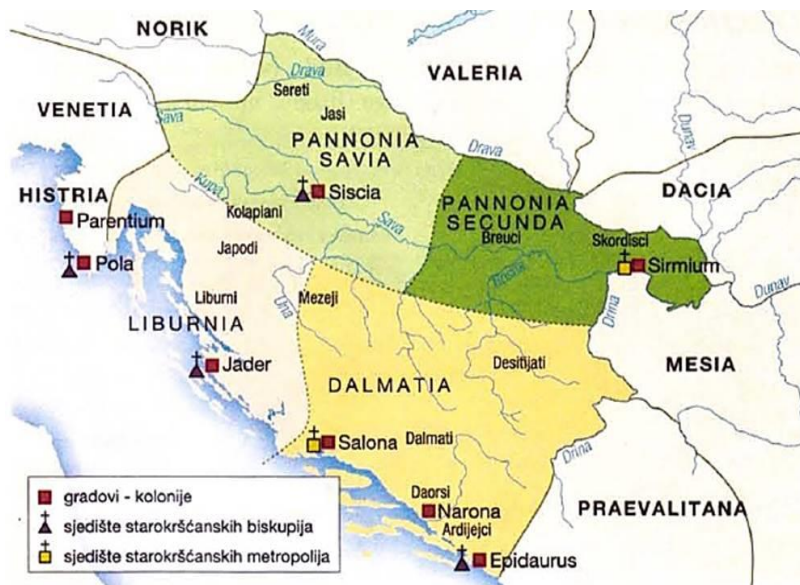 NORIK
Mura
Drava
VALERIA
Sereti
VENETIA
Jasi
Sava
PANNONIA
SAVIA
Drava
Dunav
HISTRIA
Kupa
Siscia
DACIA
Parentium
Kolapiani
PANNONIA
SECUNDA
Sava
Breuci
Skordisci
Japodi
Pola
Sirmium
Dunav
Liburni
Una
Mezeji
Drina
LIBURNIA
MESIA
Jader
Desitijati
DALMATIA
Salona
Dalmati
Drina
Daorsi
Narona
Ardijejci
PRAEVALITANA
Epidaurus
gradovi - kolonije
sjedište starokršćanskih biskupija
sjedište starokršćanskih metropolija